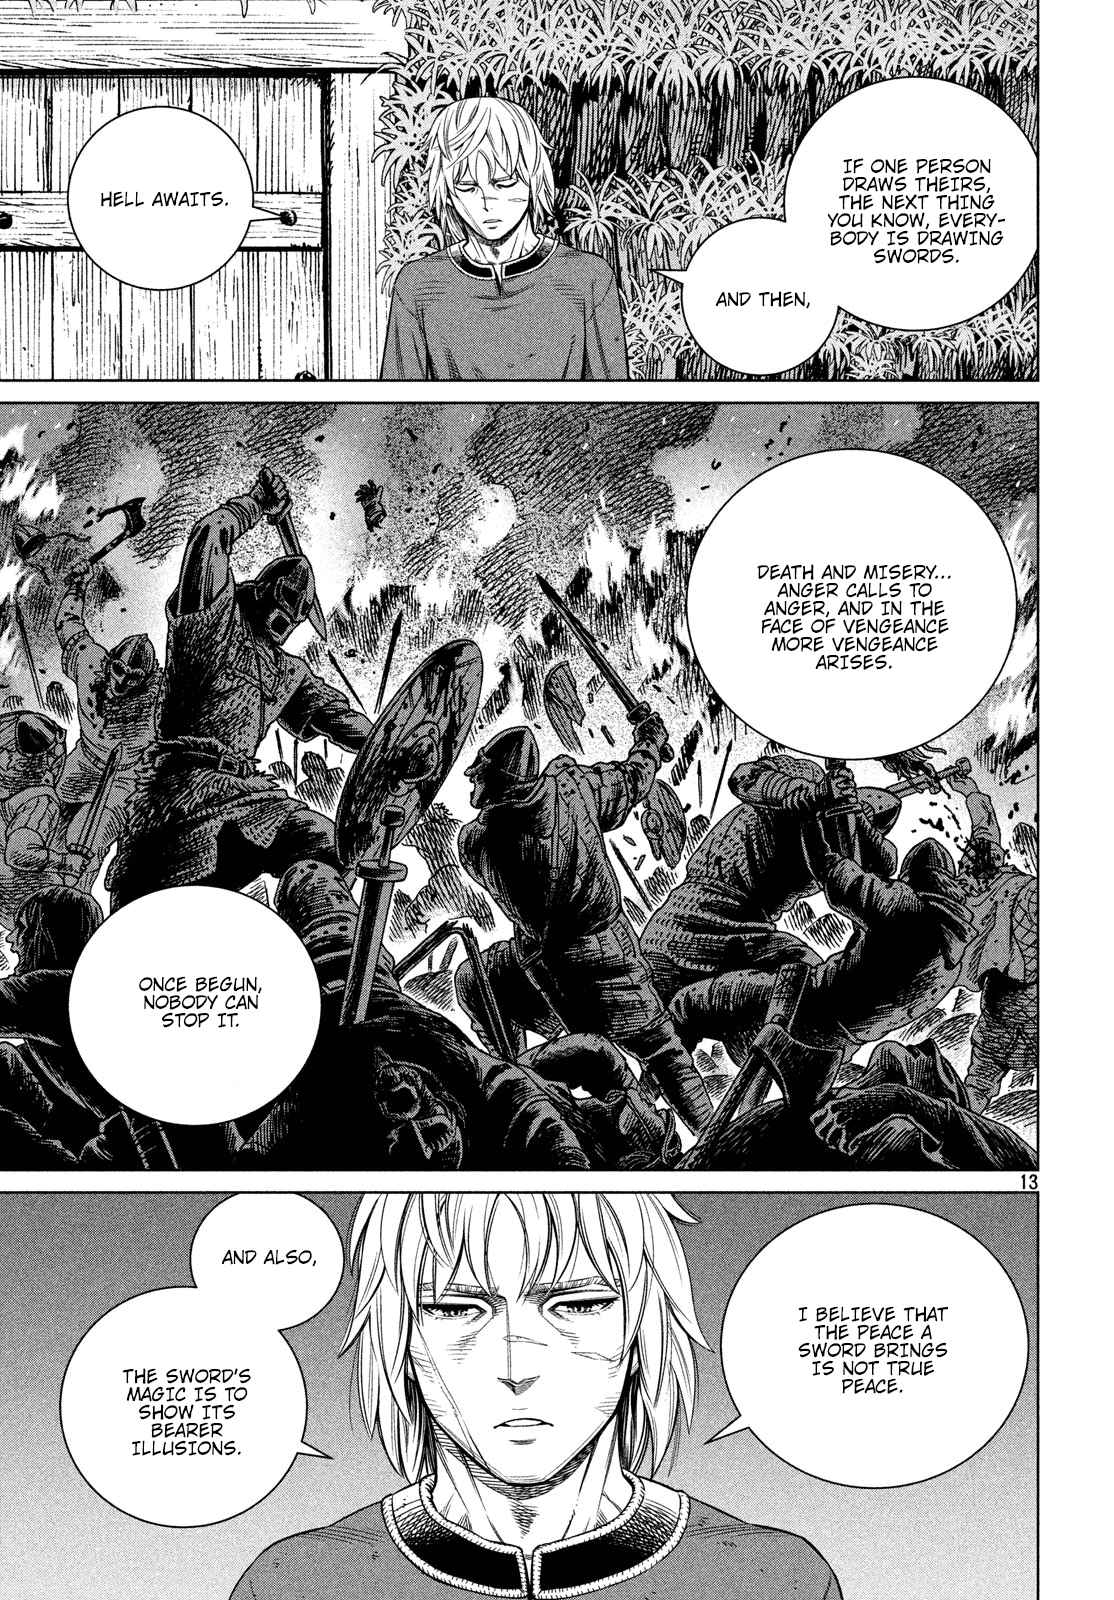 IF ONE PERSON
DRAWS THEIRS,
THE NEXT THING
YOU KNOW, EVERY-
BODY IS DRAWING
SWORDS.
AND THEN,
HELL AWAITS.
DEATH AND MISERY...
ANGER CALLS TO
ANGER, AND IN THE
FACE OF VENGEANCE
MORE VENGEANCE
ARISES.
ONCE BEGUN,
NOBODY CAN
STOP IT.
13
I BELIEVE THAT
THE PEACE A
SWORD BRINGS
IS NOT TRUE
PEACE.
AND ALSO,
THE SWORD'S
MAGIC IS TO
SHOW ITS
BEARER
ILLUSIONS.